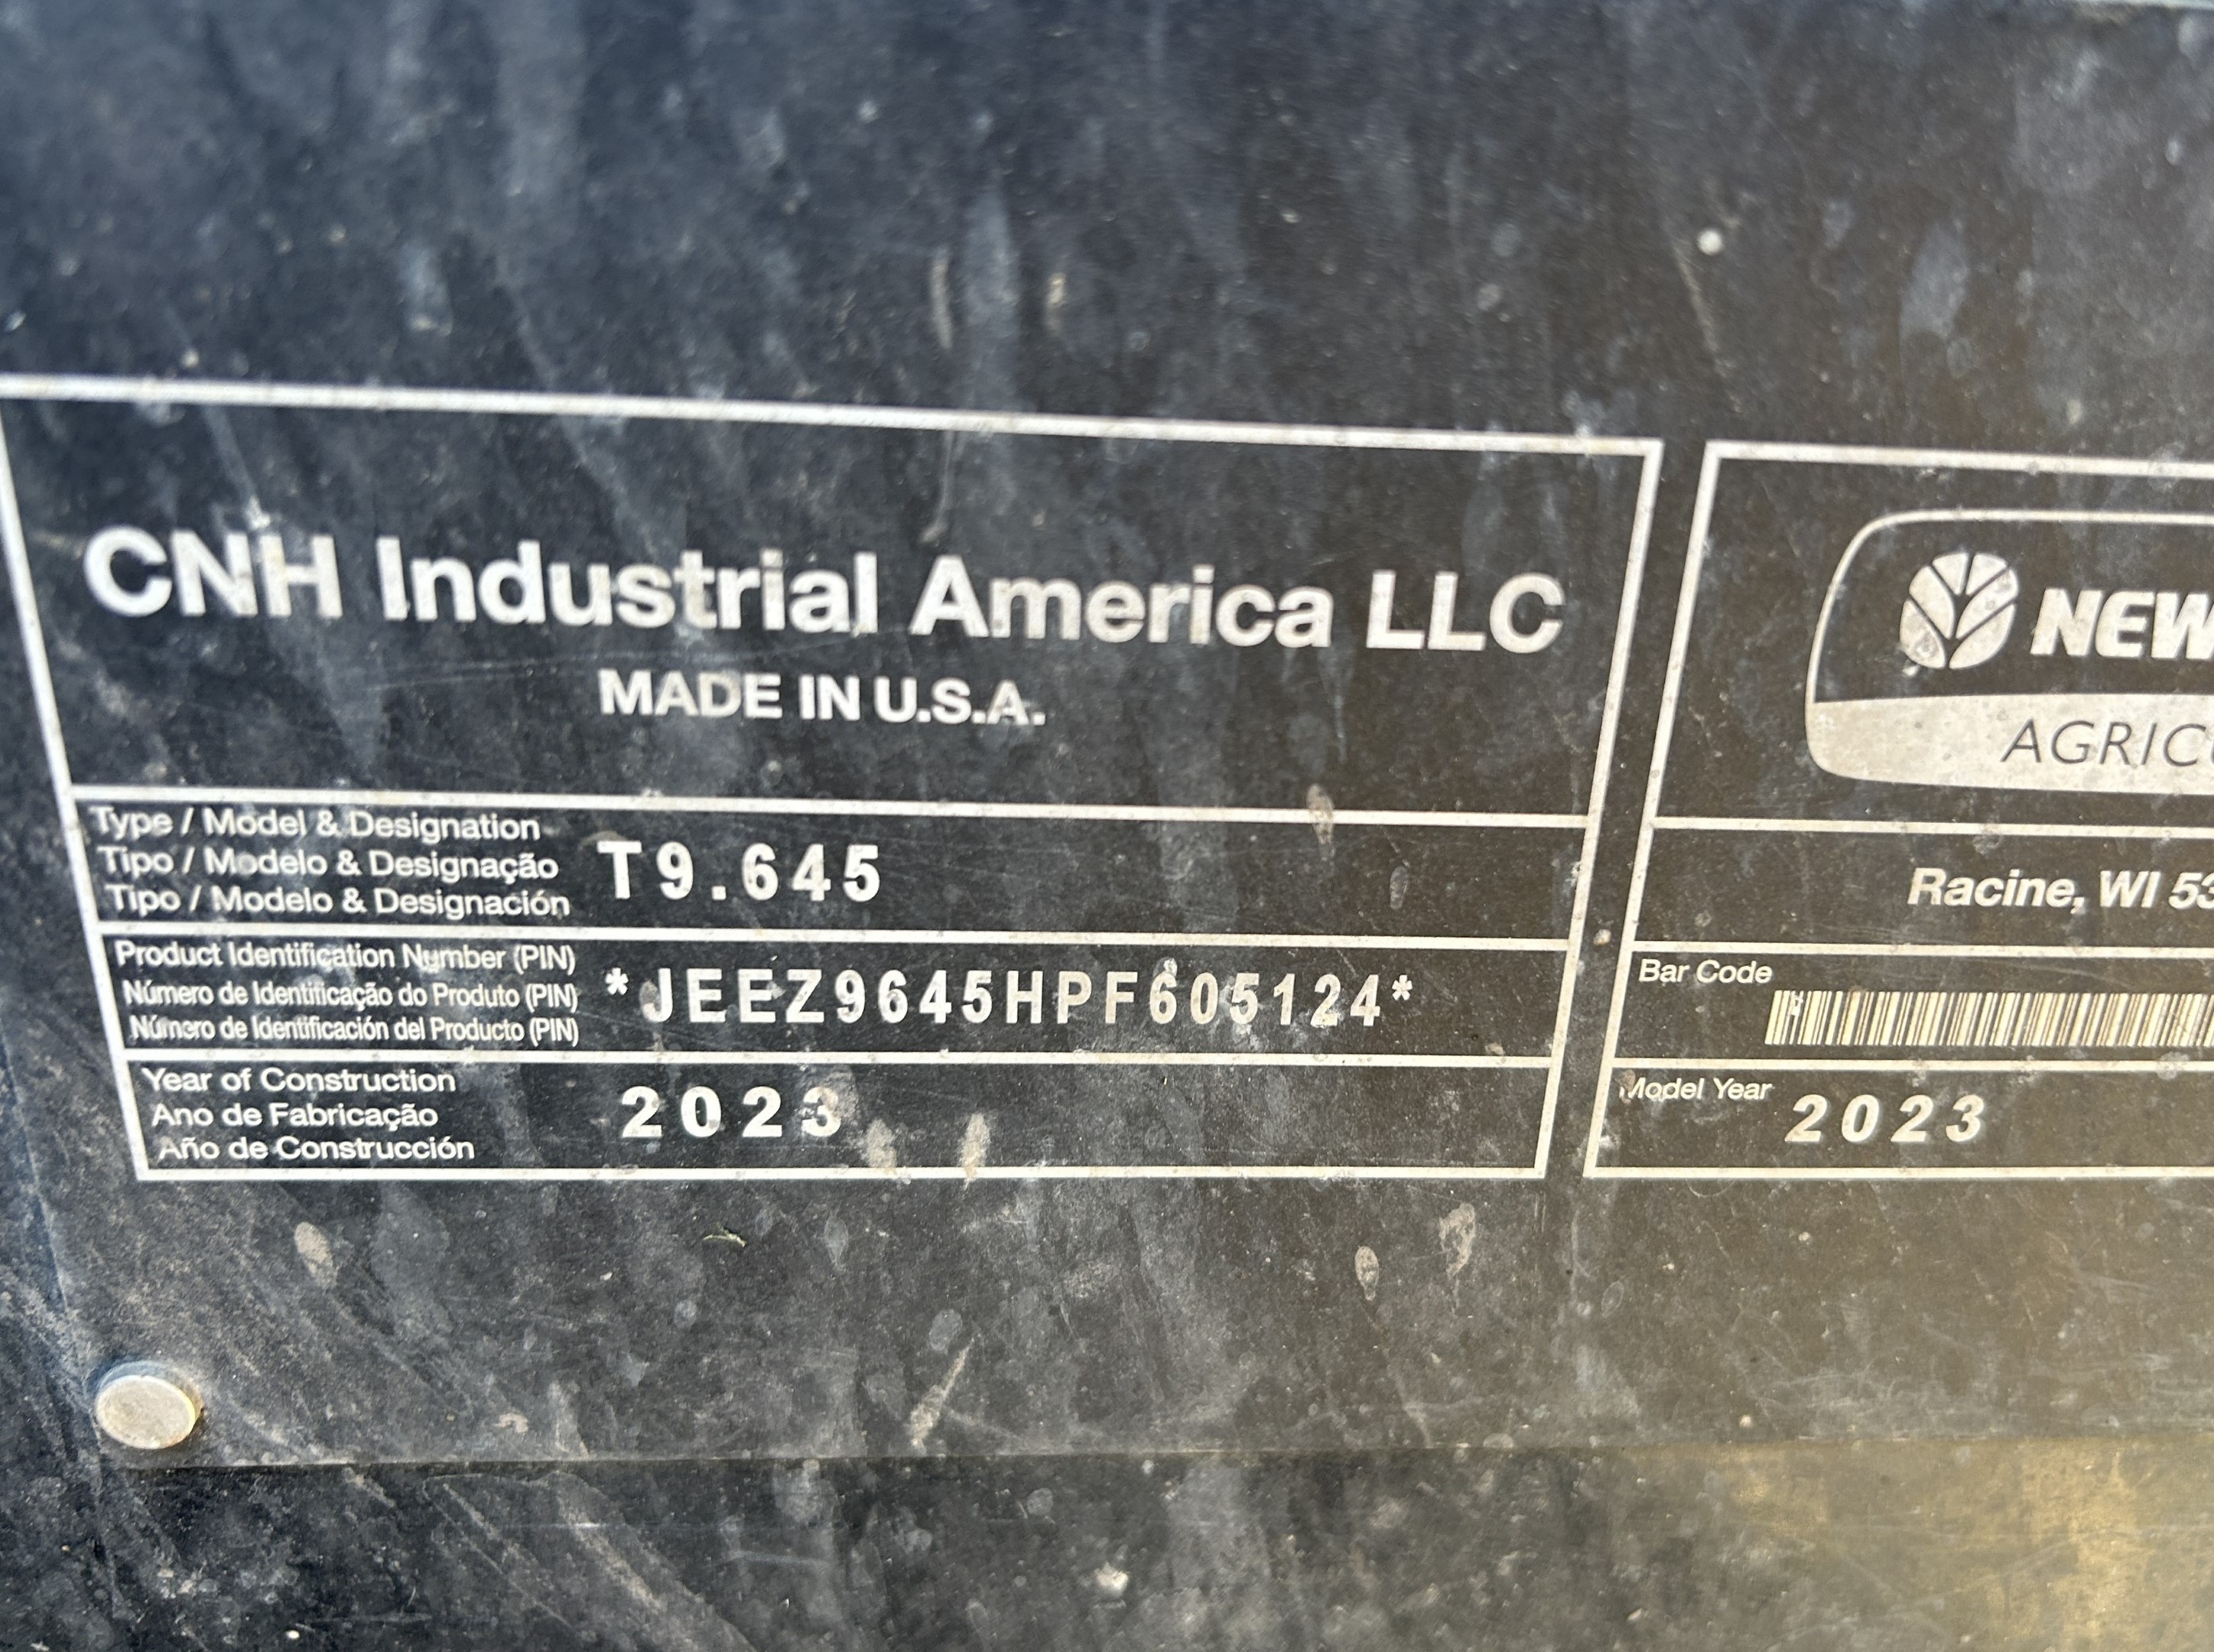 CNH Industrial America LLC
MADE IN U.S.A.
Type / Model & Designation
Tipo / Modelo & Designação
Tipo / Modelo & Designación
T9.645
Product Identification Number (PIN)
Número de Identificação do Produto (PIN)
Número de Identificación del Producto (PIN)
*JEEZ9645HPF605124*
Year of Construction
Ano de Fabricação
Año de Construcción
2023
NEW
AGRIC
Racine, WI 53
Bar Code
Model Year
2023